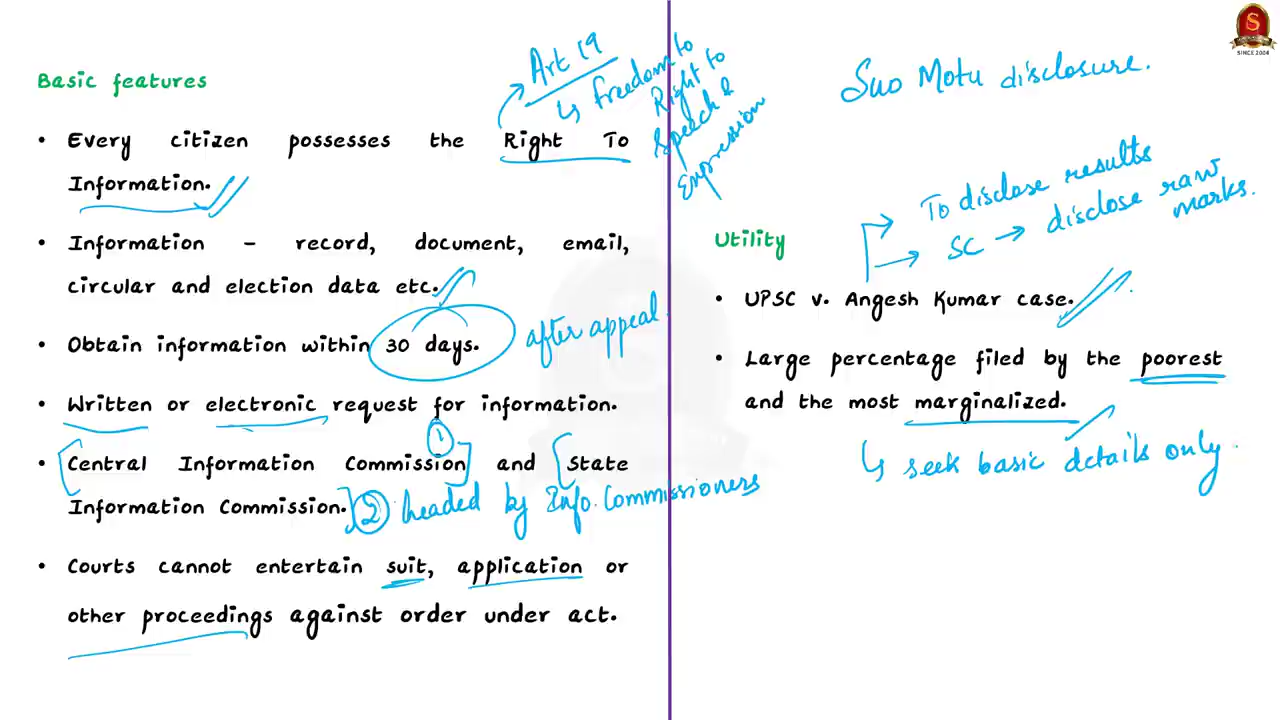 Basic features
Art 19
↳ Freedom to
Right to
Speech &
Expression
• Every citizen possesses the Right To
Information.
• Information – record, document, email,
circular and election data etc.
• Obtain information within 30 days.
after appeal.
• Written or electronic request for information.
①
• Central Information Commission and State
Information Commission.
② headed by Info. Commissioners
• Courts cannot entertain suit, application or
other proceedings against order under act.
SINCE 2004
Suo Motu disclosure.
→ To disclose results
→ SC → disclose raw
marks.
Utility
• UPSC v. Angesh Kumar case.
• Large percentage filed by the poorest
and the most marginalized.
↳ seek basic details only.